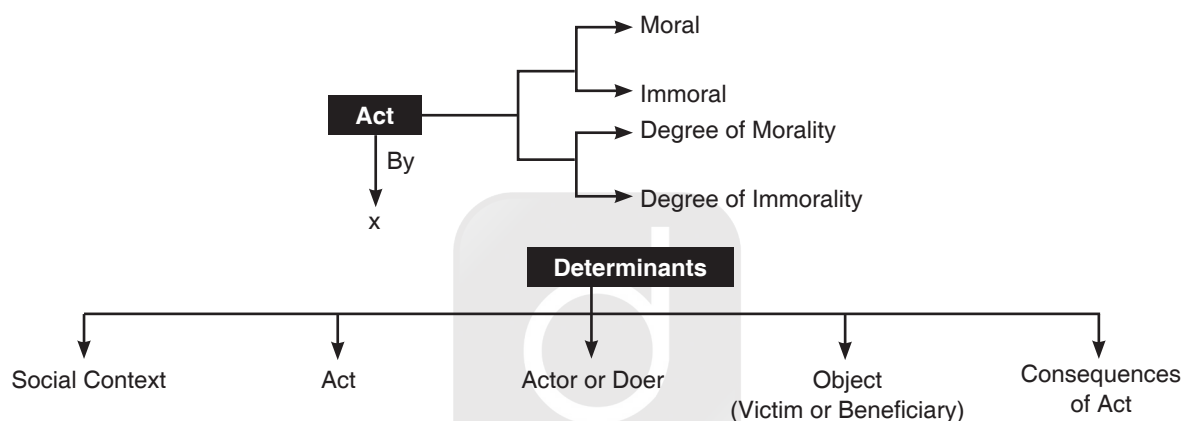 Moral
Immoral
Act
Degree of Morality
By
Degree of Immorality
x
Determinants
Social Context
Act
Actor or Doer
Object
(Victim or Beneficiary)
Consequences
of Act